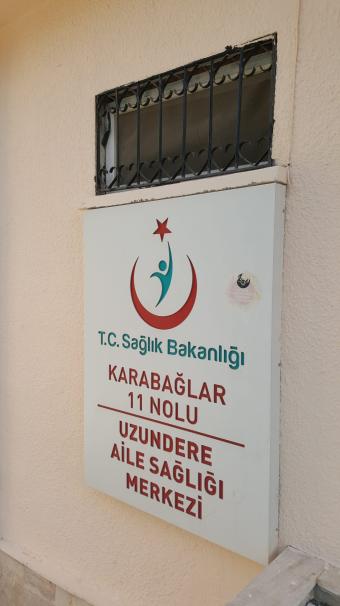 T.C. Sağlık Bakanlığı
KARABAĞLAR
11 NOLU
UZUNDERE
AİLE SAĞLIĞI
MERKEZİ